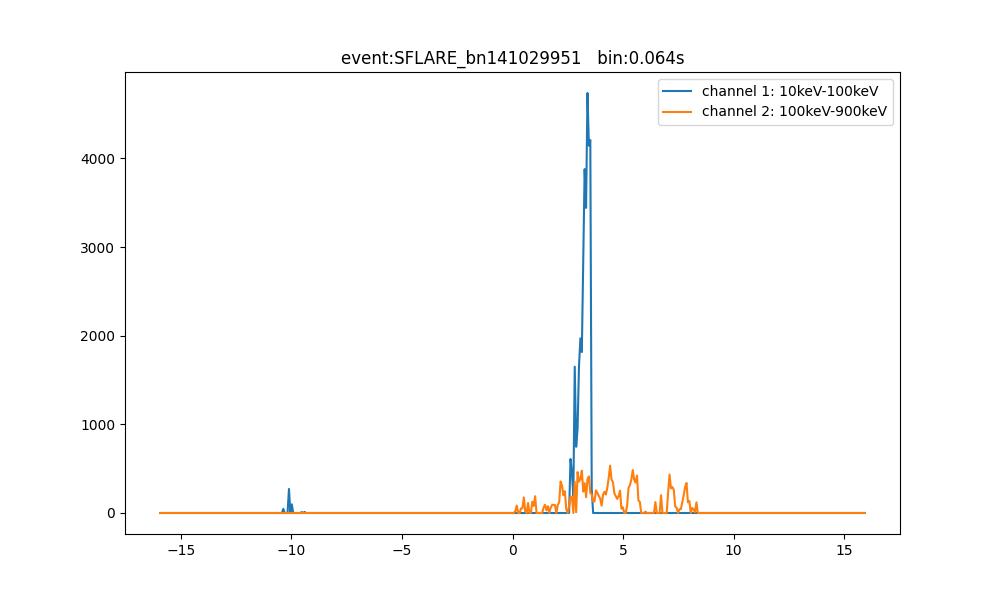 event:SFLARE_bn141029951   bin:0.064s
channel 1: 10keV-100keV
channel 2: 100keV-900keV
4000
3000
2000
1000
0
−15 −10 −5 0 5 10 15